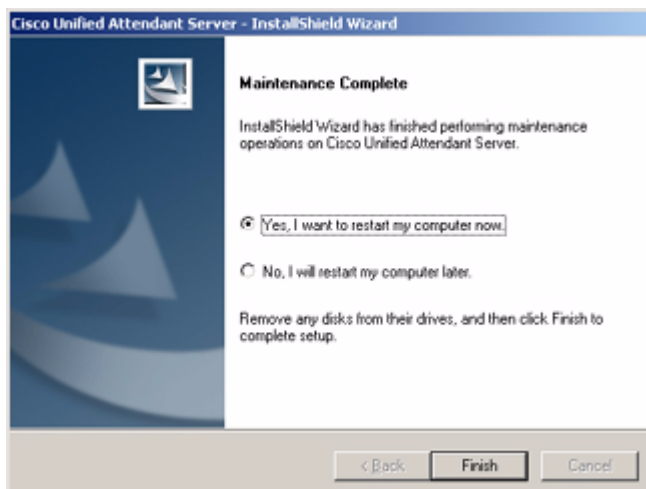 Cisco Unified Attendant Server - InstallShield Wizard
Maintenance Complete
InstallShield Wizard has finished performing maintenance
operations on Cisco Unified Attendant Server.
Yes, I want to restart my computer now.
No, I will restart my computer later.
Remove any disks from their drives, and then click Finish to
complete setup.
< Back
Finish
Cancel